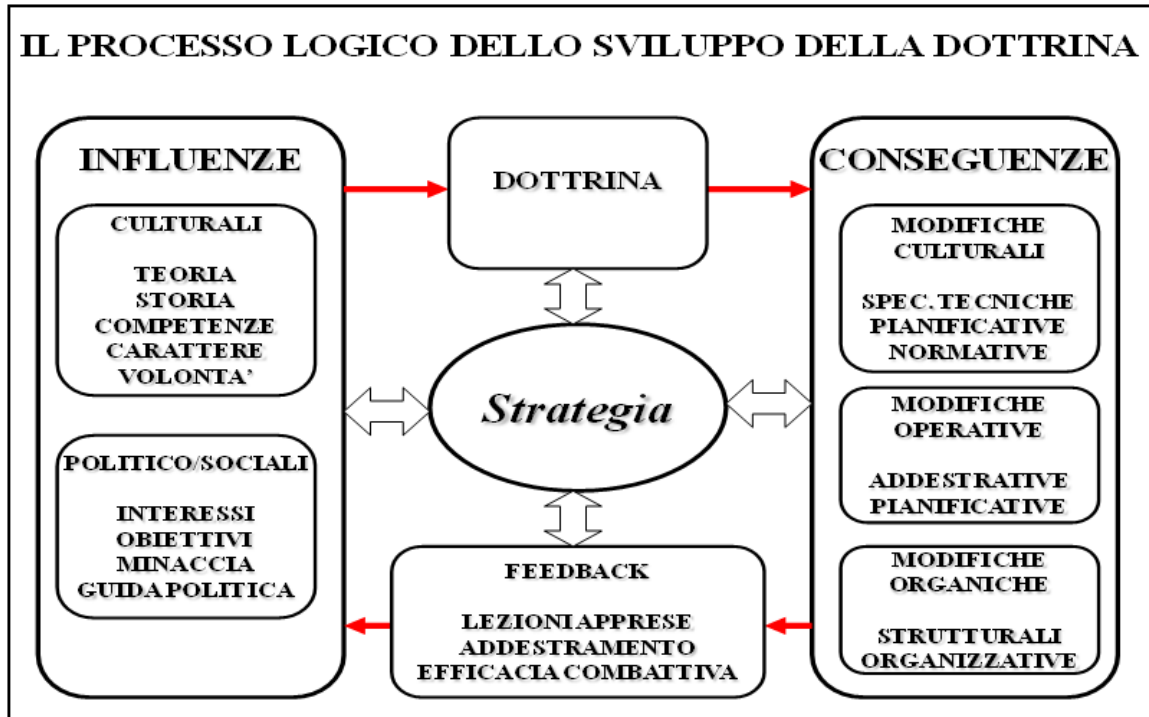 IL PROCESSO LOGICO DELLO SVILUPPO DELLA DOTTRINA
INFLUENZE
CULTURALI
TEORIA
STORIA
COMPETENZE
CARATTERE
VOLONTA’
POLITICO/SOCIALI
INTERESSI
OBIETTIVI
MINACCIA
GUIDA POLITICA
DOTTRINA
Strategia
FEEDBACK
LEZIONI APPRESE
ADDESTRAMENTO
EFFICACIA COMBATTIVA
CONSEGUENZE
MODIFICHE
CULTURALI
SPEC. TECNICHE
PIANIFICATIVE
NORMATIVE
MODIFICHE
OPERATIVE
ADDESTRATIVE
PIANIFICATIVE
MODIFICHE
ORGANICHE
STRUTTURALI
ORGANIZZATIVE